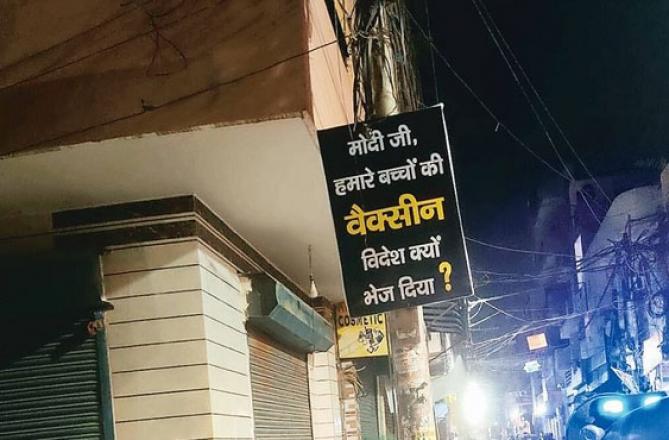 मोदी जी,
हमारे बच्चों की
वैक्सीन
विदेश क्यों
भेज दिया ?
COSMETIC